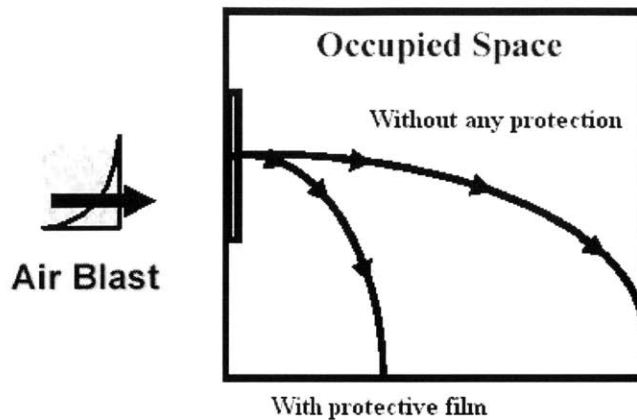 Occupied Space
Without any protection
Air Blast
With protective film